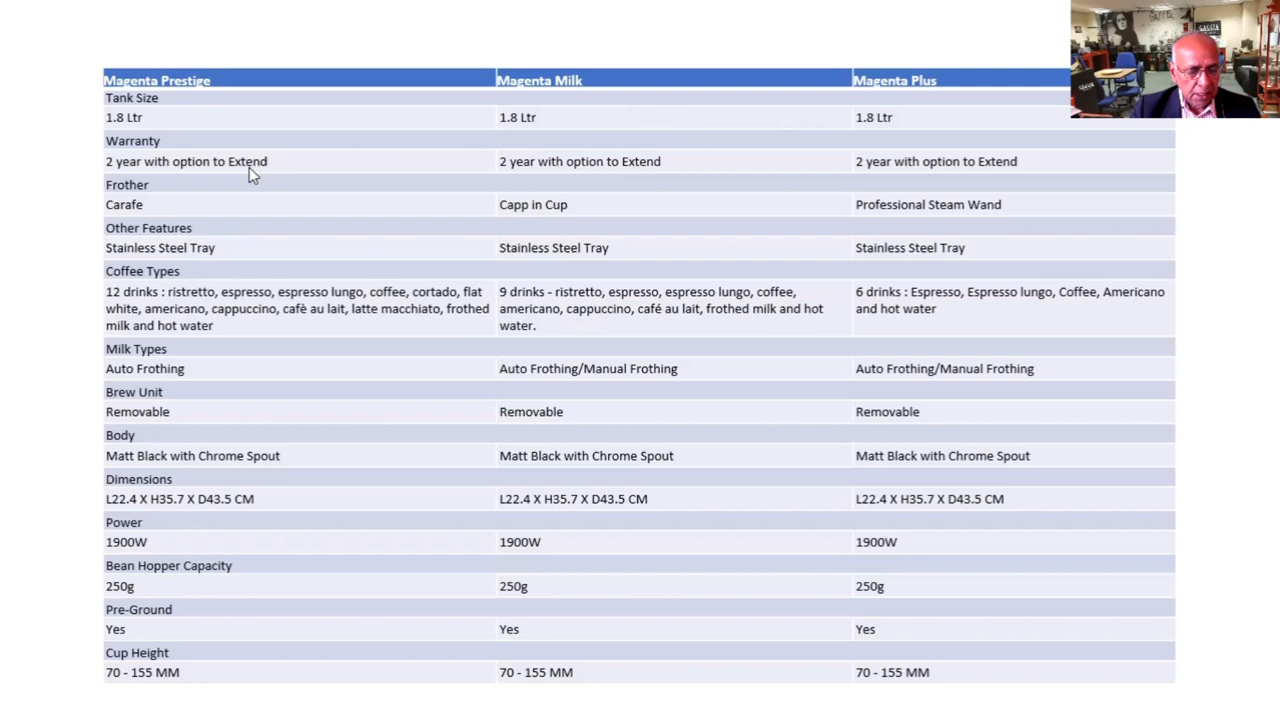 Magenta Prestige Magenta Milk Magenta Plus
Tank Size
1.8 Ltr 1.8 Ltr 1.8 Ltr
Warranty
2 year with option to Extend 2 year with option to Extend 2 year with option to Extend
Frother
Carafe Capp in Cup Professional Steam Wand
Other Features
Stainless Steel Tray Stainless Steel Tray Stainless Steel Tray
Coffee Types
12 drinks : ristretto, espresso, espresso lungo, coffee, cortado, flat
white, americano, cappuccino, cafè au lait, latte macchiato, frothed
milk and hot water
9 drinks - ristretto, espresso, espresso lungo, coffee,
americano, cappuccino, café au lait, frothed milk and hot
water.
6 drinks : Espresso, Espresso lungo, Coffee, Americano
and hot water
Milk Types
Auto Frothing Auto Frothing/Manual Frothing Auto Frothing/Manual Frothing
Brew Unit
Removable Removable Removable
Body
Matt Black with Chrome Spout Matt Black with Chrome Spout Matt Black with Chrome Spout
Dimensions
L22.4 X H35.7 X D43.5 CM L22.4 X H35.7 X D43.5 CM L22.4 X H35.7 X D43.5 CM
Power
1900W 1900W 1900W
Bean Hopper Capacity
250g 250g 250g
Pre-Ground
Yes Yes Yes
Cup Height
70 - 155 MM 70 - 155 MM 70 - 155 MM
GAGGIA